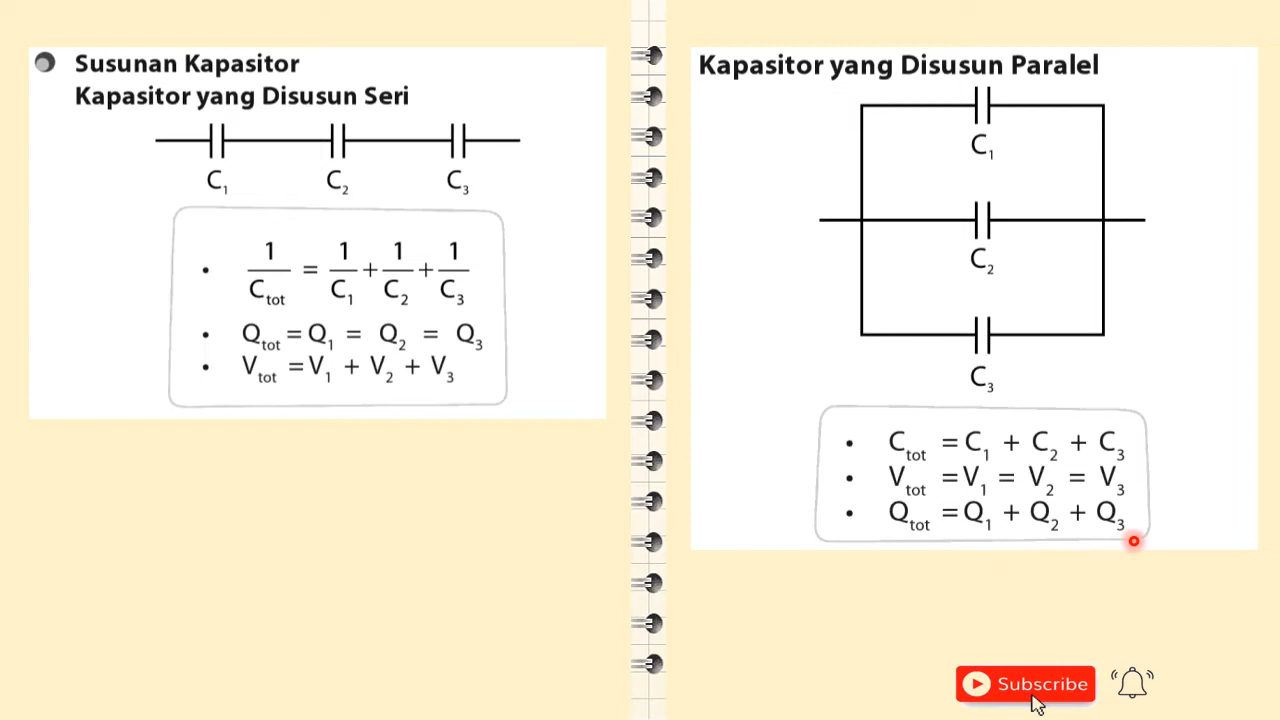 Susunan Kapasitor
Kapasitor yang Disusun Seri
C₁ C₂ C₃
1/Cₜₒₜ = 1/C₁ + 1/C₂ + 1/C₃
Qₜₒₜ = Q₁ = Q₂ = Q₃
Vₜₒₜ = V₁ + V₂ + V₃
Kapasitor yang Disusun Paralel
C₁
C₂
C₃
Cₜₒₜ = C₁ + C₂ + C₃
Vₜₒₜ = V₁ = V₂ = V₃
Qₜₒₜ = Q₁ + Q₂ + Q₃
Subscribe